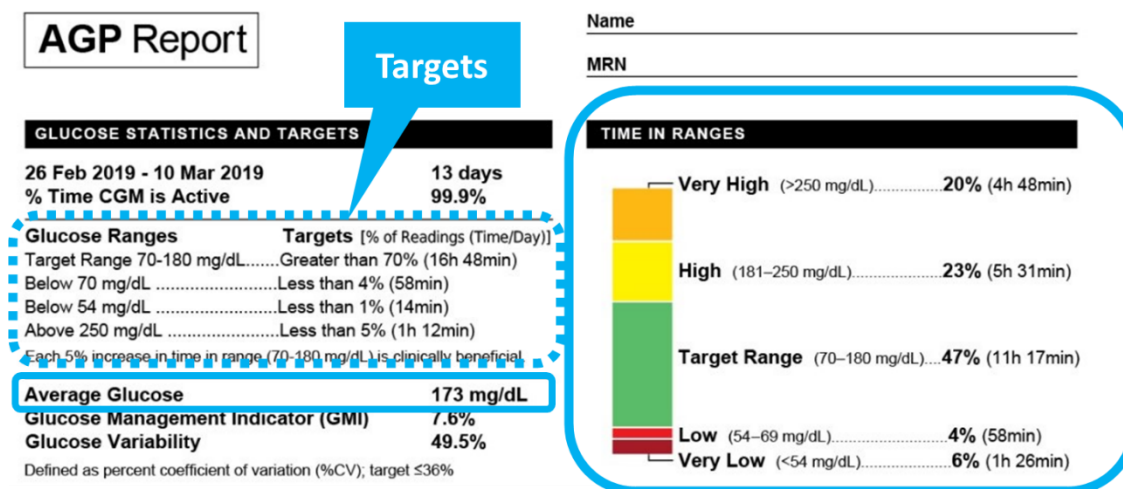 AGP Report
Targets
Name
MRN
GLUCOSE STATISTICS AND TARGETS
26 Feb 2019 - 10 Mar 2019 13 days
% Time CGM is Active 99.9%
Glucose Ranges Targets [% of Readings (Time/Day)]
Target Range 70-180 mg/dL......Greater than 70% (16h 48min)
Below 70 mg/dL ...........................Less than 4% (58min)
Below 54 mg/dL ...........................Less than 1% (14min)
Above 250 mg/dL .........................Less than 5% (1h 12min)
Each 5% increase in time in range (70-180 mg/dL) is clinically beneficial
Average Glucose 173 mg/dL
Glucose Management Indicator (GMI) 7.6%
Glucose Variability 49.5%
Defined as percent coefficient of variation (%CV); target ≤36%
TIME IN RANGES
Very High (>250 mg/dL)..............20% (4h 48min)
High (181–250 mg/dL)...................23% (5h 31min)
Target Range (70–180 mg/dL)....47% (11h 17min)
Low (54–69 mg/dL).........................4% (58min)
Very Low (<54 mg/dL)...................6% (1h 26min)